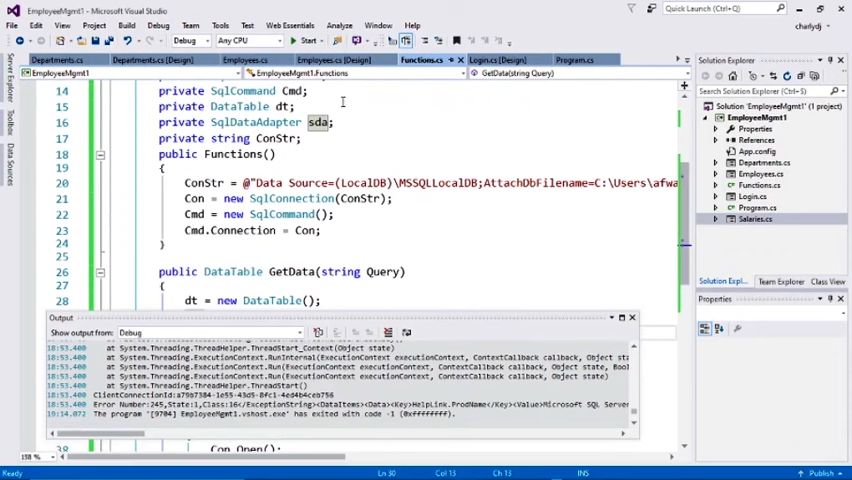 EmployeeMgmt1 - Microsoft Visual Studio
Quick Launch (Ctrl+Q)
File Edit View Project Build Debug Team Tools Test Web Essentials Analyze Window Help
charlydj
Debug Any CPU Start
Departments.cs Departments.cs [Design] Employees.cs Employees.cs [Design] Functions.cs Login.cs [Design] Program.cs
EmployeeMgmt1 EmployeeMgmt1.Functions GetData(string Query)
Server Explorer
Toolbox
Data Sources
14 private SqlCommand Cmd;
15 private DataTable dt;
16 private SqlDataAdapter sda;
17 private string ConStr;
18 public Functions()
19 {
20 ConStr = @"Data Source=(LocalDB)\MSSQLLocalDB;AttachDbFilename=C:\Users\afwa
21 Con = new SqlConnection(ConStr);
22 Cmd = new SqlCommand();
23 Cmd.Connection = Con;
24 }
25
26 public DataTable GetData(string Query)
27 {
28 dt = new DataTable();
Output
Show output from: Debug
18:53.400 at System.Threading.ThreadHelper.ThreadStart_Context(Object state)
18:53.400 at System.Threading.ExecutionContext.RunInternal(ExecutionContext executionContext, ContextCallback callback, Object sta
18:53.400 at System.Threading.ExecutionContext.Run(ExecutionContext executionContext, ContextCallback callback, Object state, Bool
18:53.400 at System.Threading.ExecutionContext.Run(ExecutionContext executionContext, ContextCallback callback, Object state)
18:53.400 at System.Threading.ThreadHelper.ThreadStart()
18:53.400 ClientConnectionId:
18:53.400 Error Number:245,State:1,Class:16</ExceptionString><DataItems><Data><Key>HelpLink.ProdName</Key><Value>Microsoft SQL Server
19:14.072 The program '[9704] EmployeeMgmt1.vshost.exe' has exited with code -1 (0xffffffff).
38 Con.Open();
158 %
Solution Explorer
Search Solution Explorer (Ctrl+;)
Solution 'EmployeeMgmt1' (1 project)
EmployeeMgmt1
Properties
References
App.config
Departments.cs
Employees.cs
Functions.cs
Login.cs
Program.cs
Salaries.cs
Solution Expl... Team Explorer Class View
Properties
Ready Ln 30 Col 13 Ch 13 INS Publish